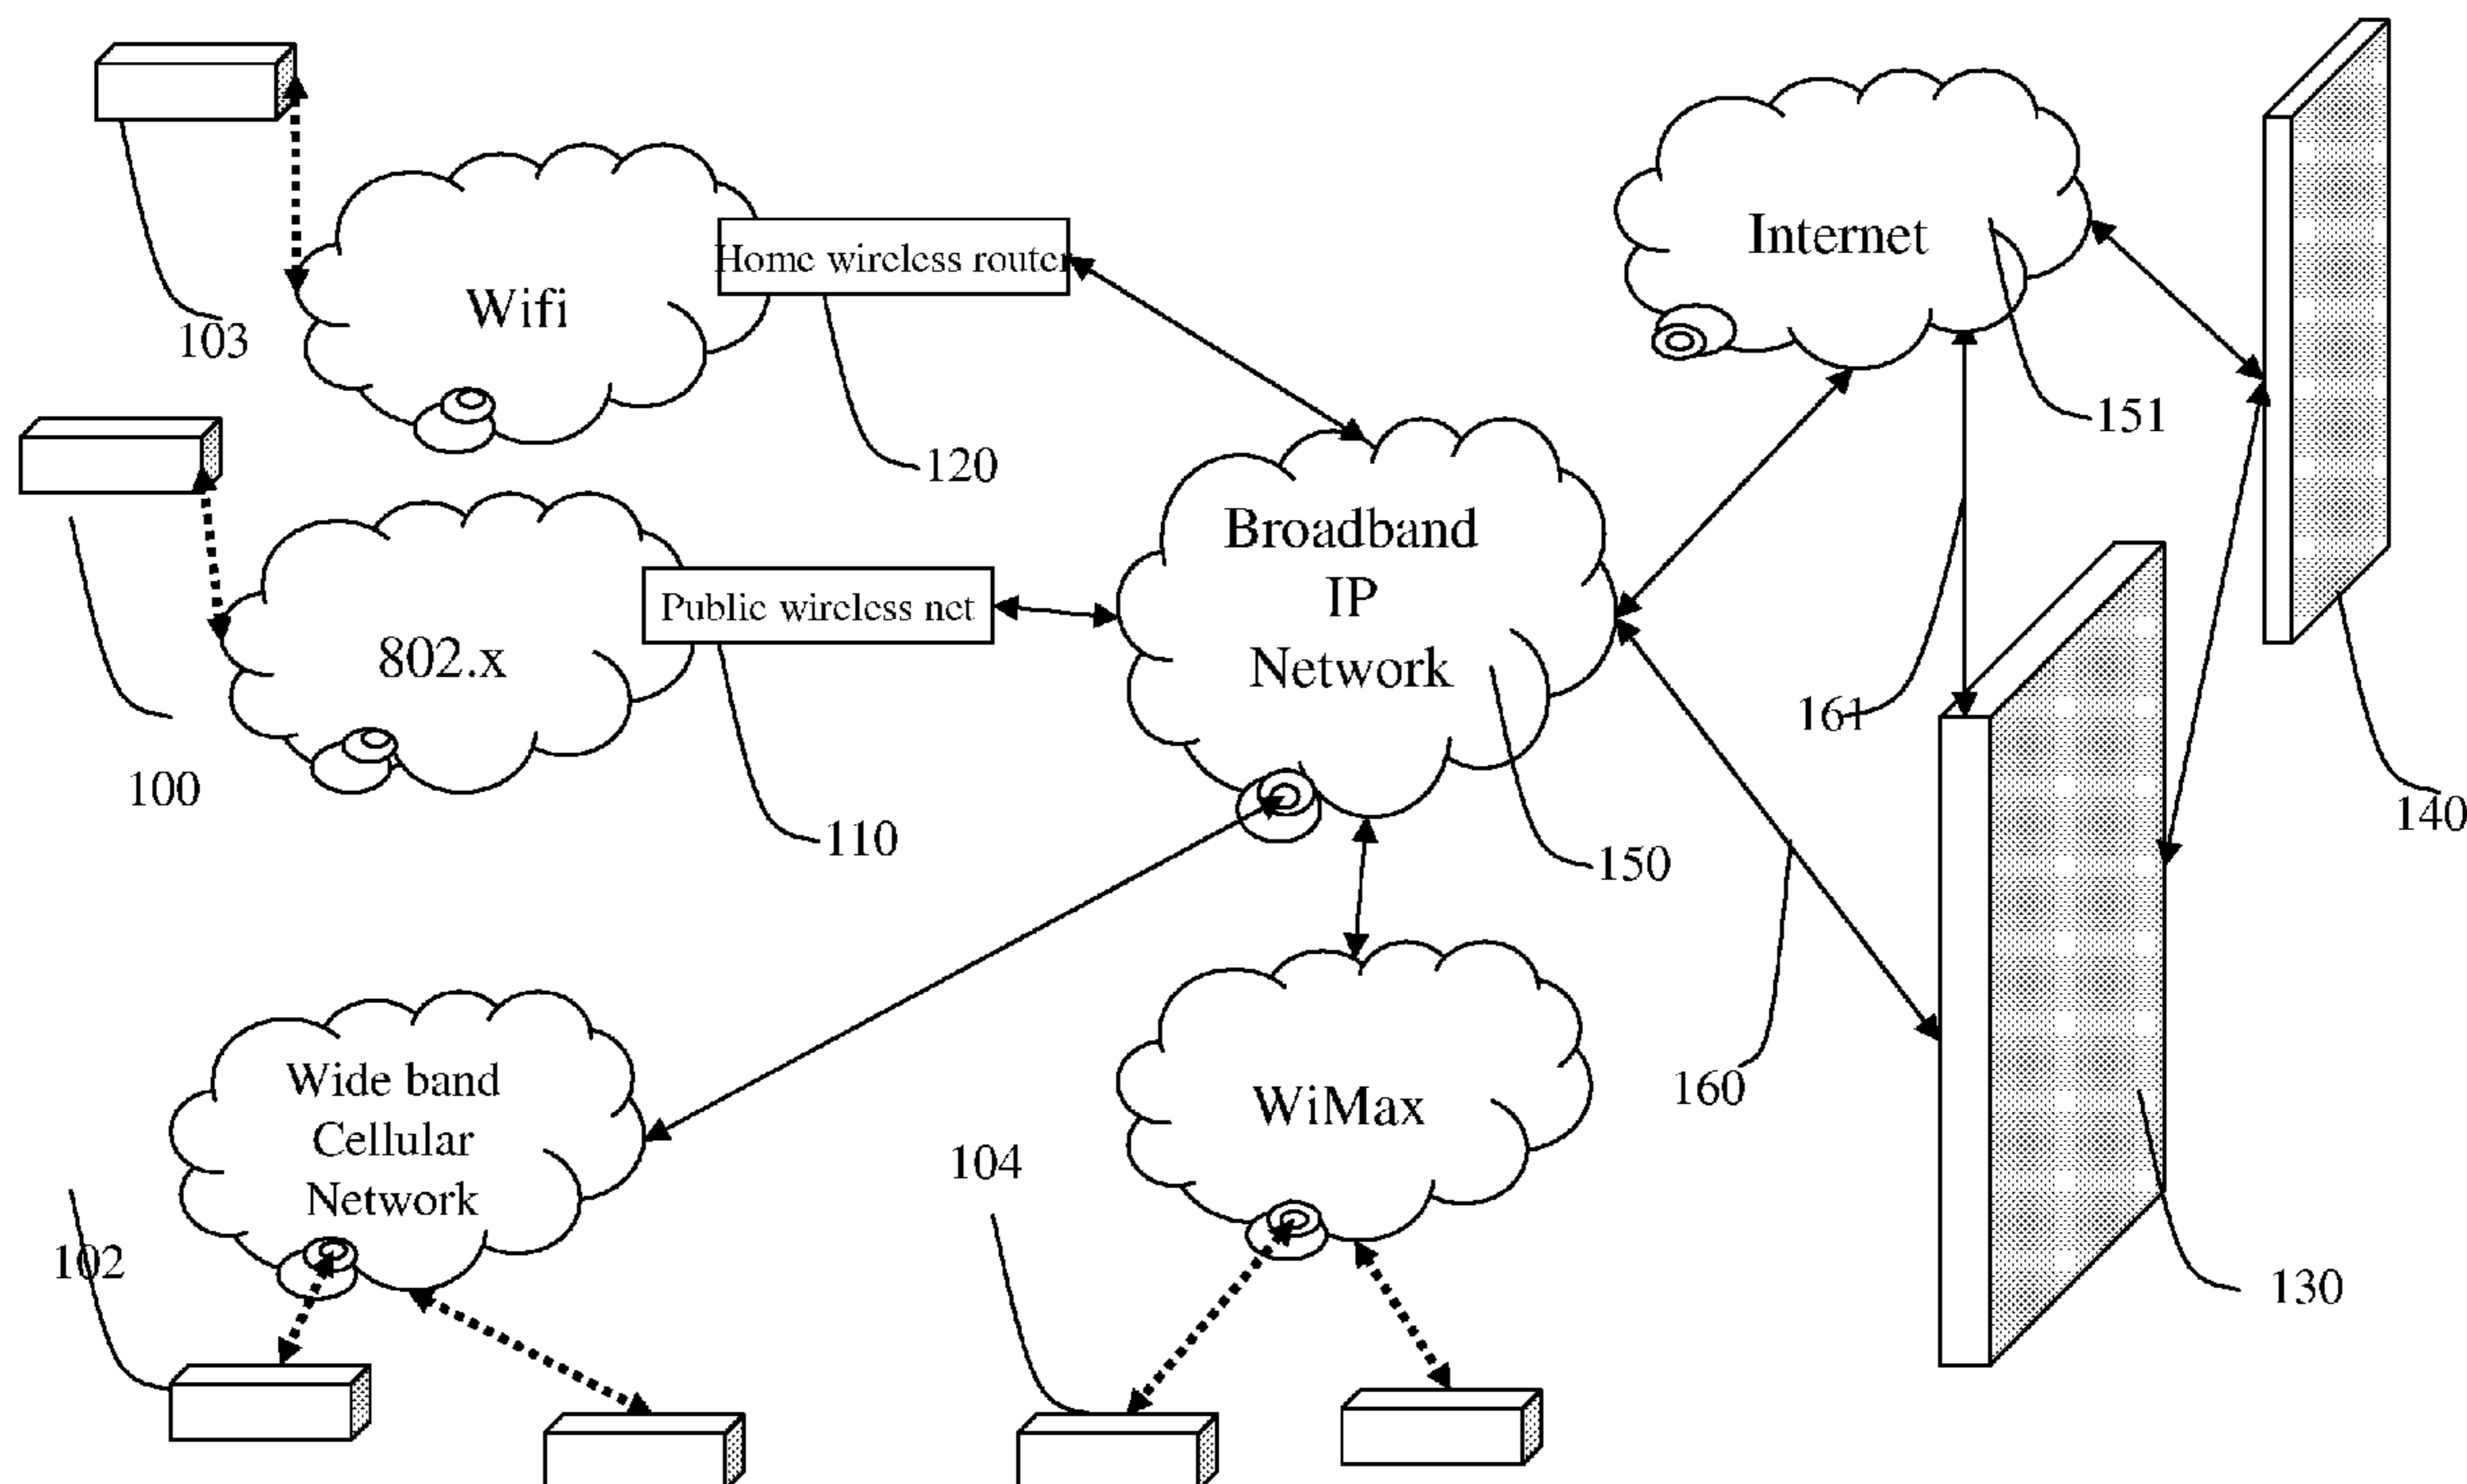 Internet
Home wireless router
Wifi
103
151
120
Broadband
IP
Network
Public wireless net
802.x
161
100
140
110
150
Wide band
Cellular
Network
WiMax
160
104
102
130